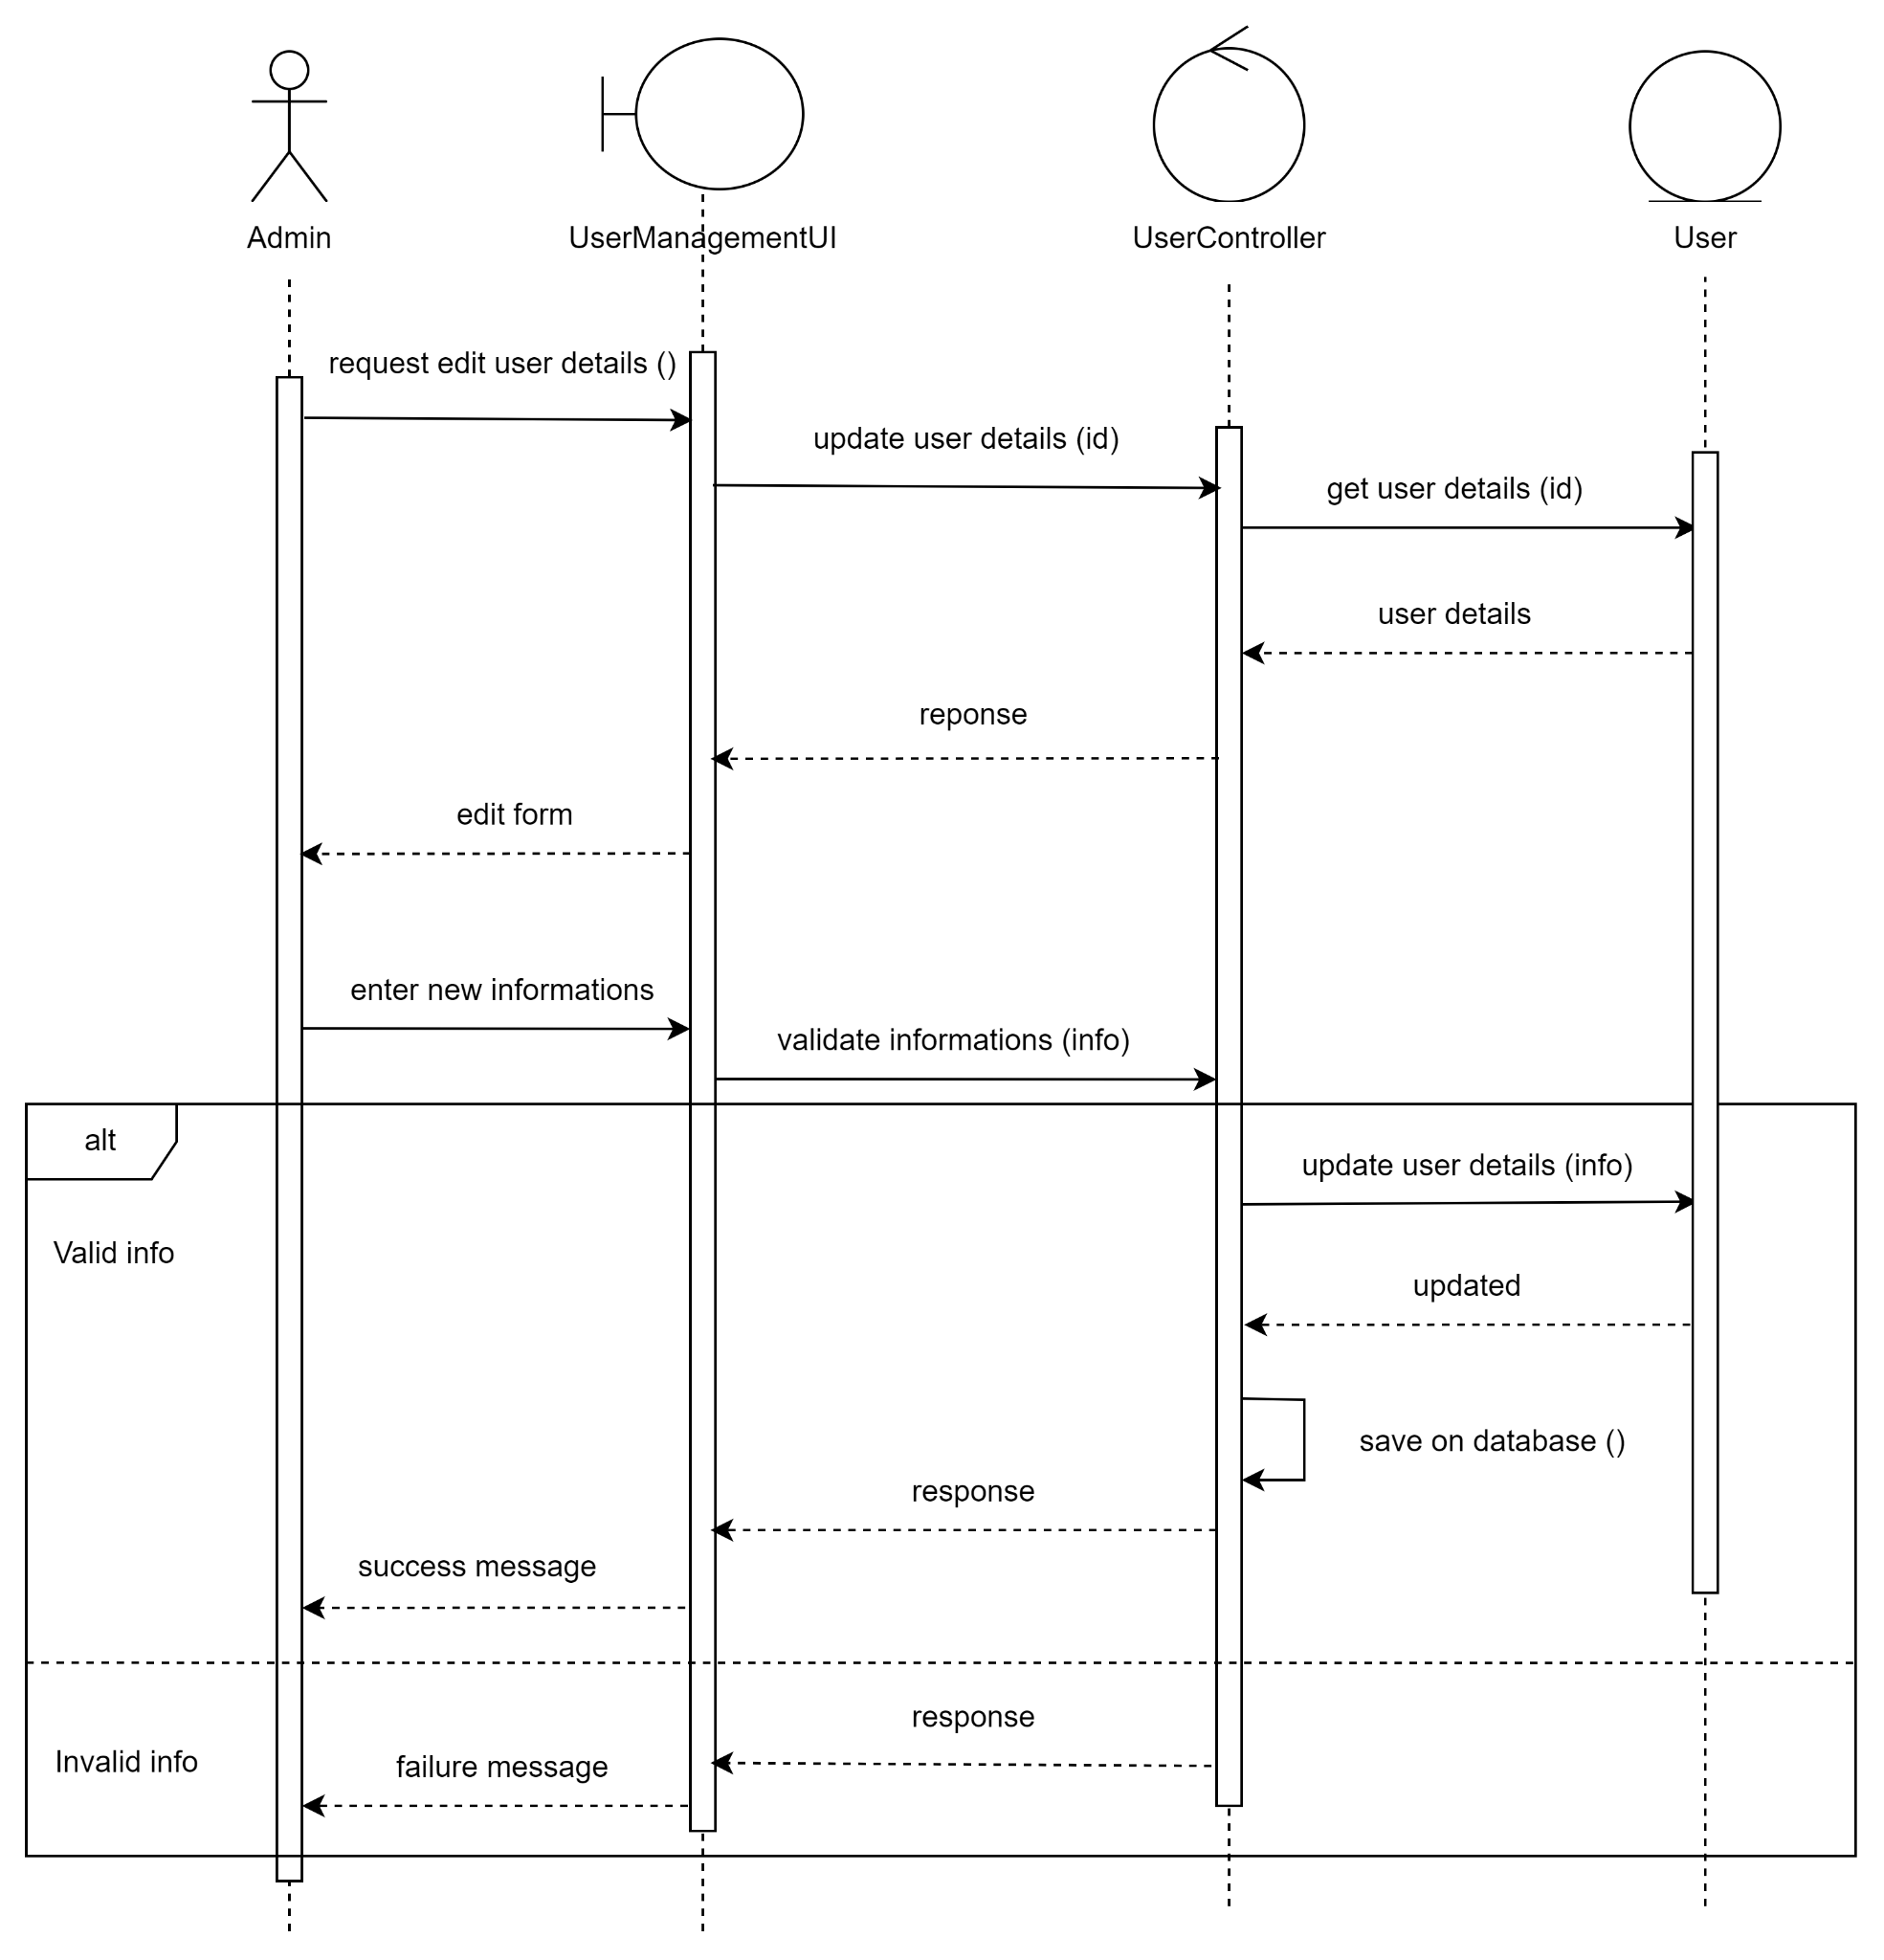 Admin
UserManagementUI
UserController
User
request edit user details ()
update user details (id)
get user details (id)
user details
reponse
edit form
enter new informations
validate informations (info)
alt
update user details (info)
Valid info
updated
save on database ()
response
success message
response
Invalid info
failure message